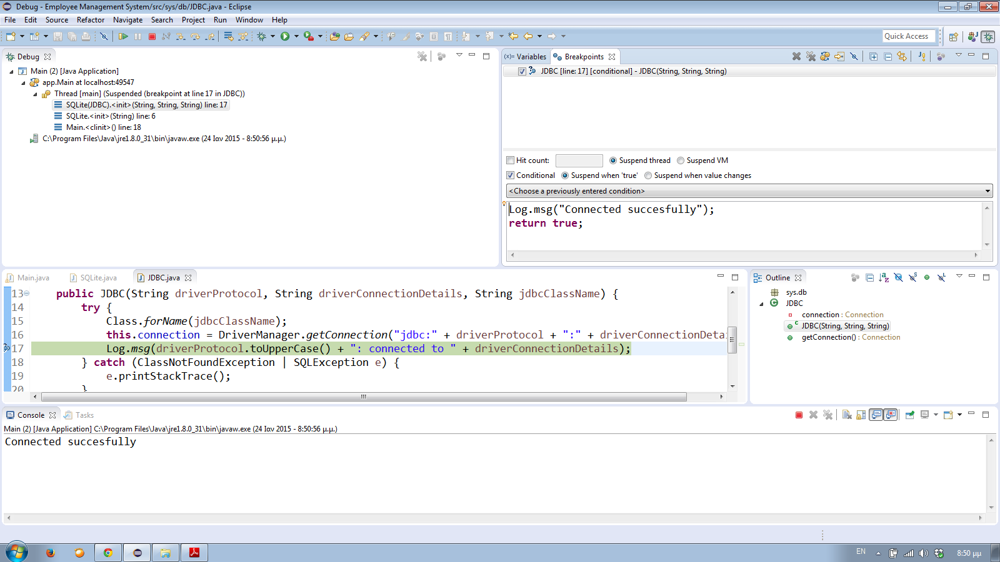 Debug - Employee Management System/src/sys/db/JDBC.java - Eclipse
File Edit Source Refactor Navigate Search Project Run Window Help
Quick Access
Debug
Main (2) [Java Application]
app.Main at localhost:49547
Thread [main] (Suspended (breakpoint at line 17 in JDBC))
SQLite(JDBC).<init>(String, String, String) line: 17
SQLite.<init>(String) line: 6
Main.<clinit>() line: 18
C:\Program Files\Java\jre1.8.0_31\bin\javaw.exe (24 Ιαν 2015 - 8:50:56 μ.μ.)
(x)= Variables Breakpoints
JDBC [line: 17] [conditional] - JDBC(String, String, String)
Hit count: Suspend thread Suspend VM
Conditional Suspend when 'true' Suspend when value changes
<Choose a previously entered condition>
Log.msg("Connected succesfully");
return true;
Main.java SQLite.java JDBC.java
13 public JDBC(String driverProtocol, String driverConnectionDetails, String jdbcClassName) {
14 try {
15 Class.forName(jdbcClassName);
16 this.connection = DriverManager.getConnection("jdbc:" + driverProtocol + ":" + driverConnectionDetai
17 Log.msg(driverProtocol.toUpperCase() + ": connected to " + driverConnectionDetails);
18 } catch (ClassNotFoundException | SQLException e) {
19 e.printStackTrace();
20 }
Outline
sys.db
JDBC
connection : Connection
JDBC(String, String, String)
getConnection() : Connection
Console Tasks
Main (2) [Java Application] C:\Program Files\Java\jre1.8.0_31\bin\javaw.exe (24 Ιαν 2015 - 8:50:56 μ.μ.)
Connected succesfully
EN 8:50 μμ